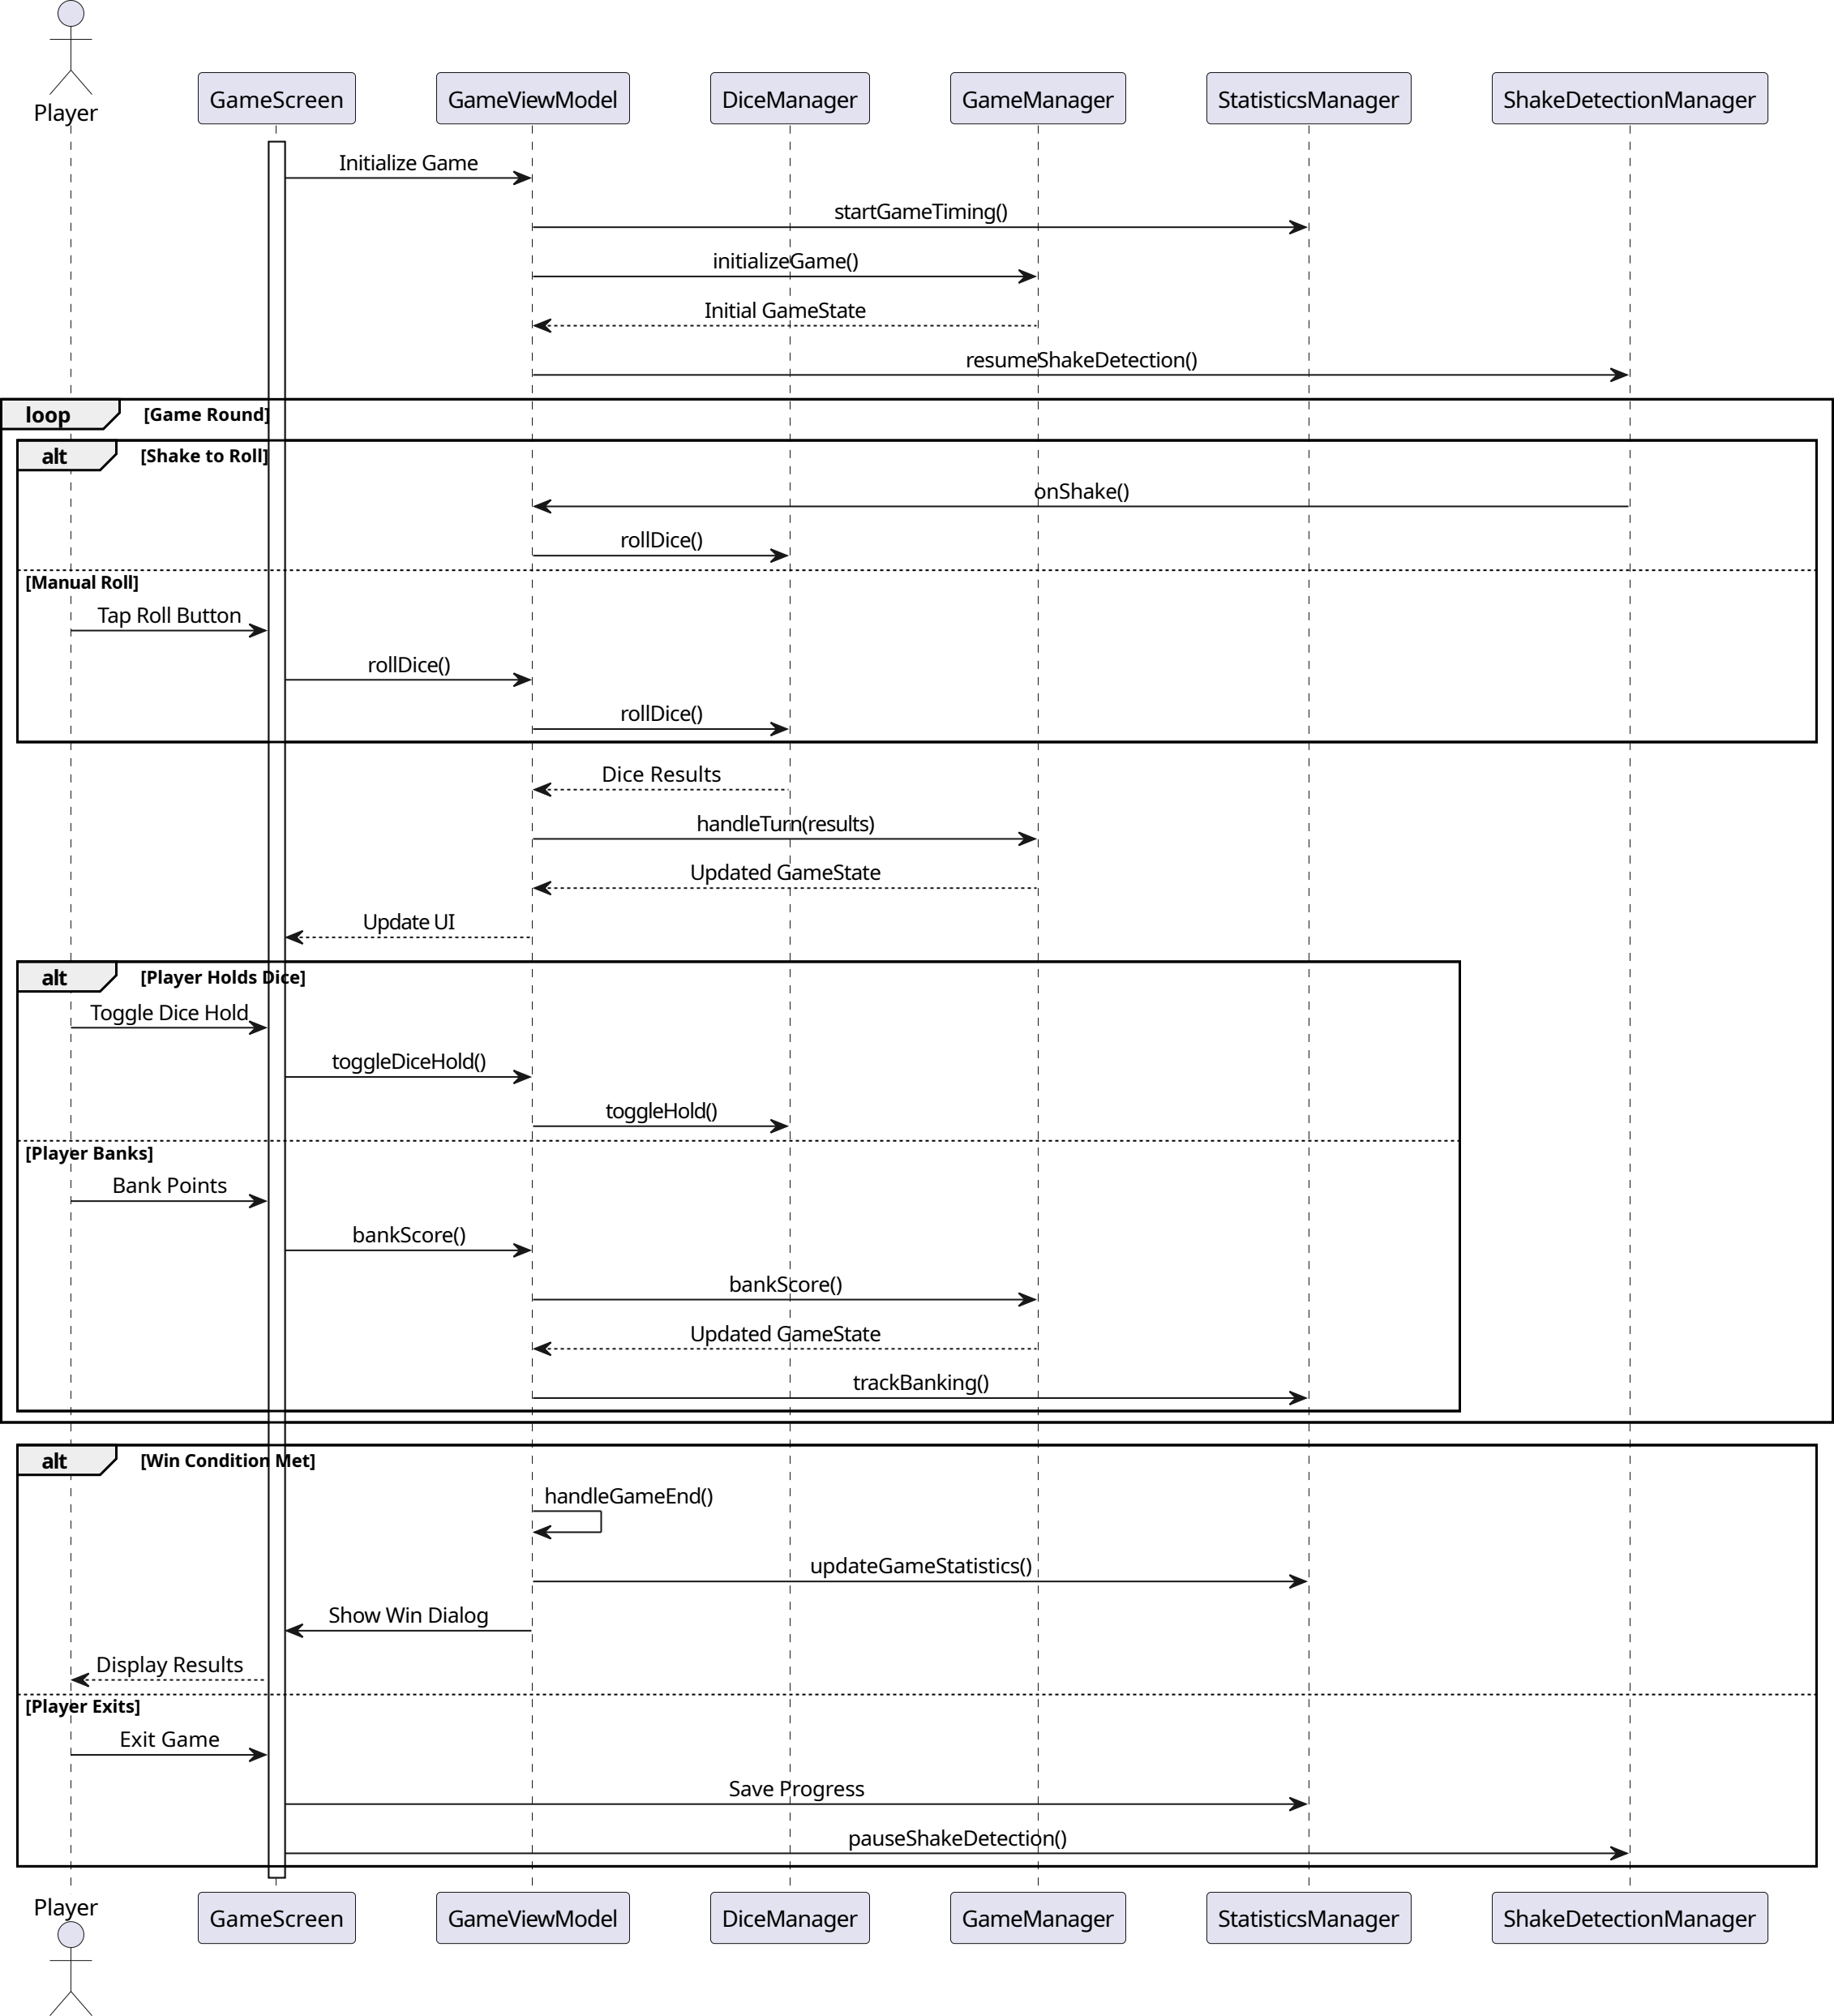 Player
GameScreen
GameViewModel
DiceManager
GameManager
StatisticsManager
ShakeDetectionManager
Initialize Game
startGameTiming()
initializeGame()
Initial GameState
resumeShakeDetection()
loop [Game Round]
alt [Shake to Roll]
onShake()
rollDice()
[Manual Roll]
Tap Roll Button
rollDice()
rollDice()
Dice Results
handleTurn(results)
Updated GameState
Update UI
alt [Player Holds Dice]
Toggle Dice Hold
toggleDiceHold()
toggleHold()
[Player Banks]
Bank Points
bankScore()
bankScore()
Updated GameState
trackBanking()
alt [Win Condition Met]
handleGameEnd()
updateGameStatistics()
Show Win Dialog
Display Results
[Player Exits]
Exit Game
Save Progress
pauseShakeDetection()
Player
GameScreen
GameViewModel
DiceManager
GameManager
StatisticsManager
ShakeDetectionManager